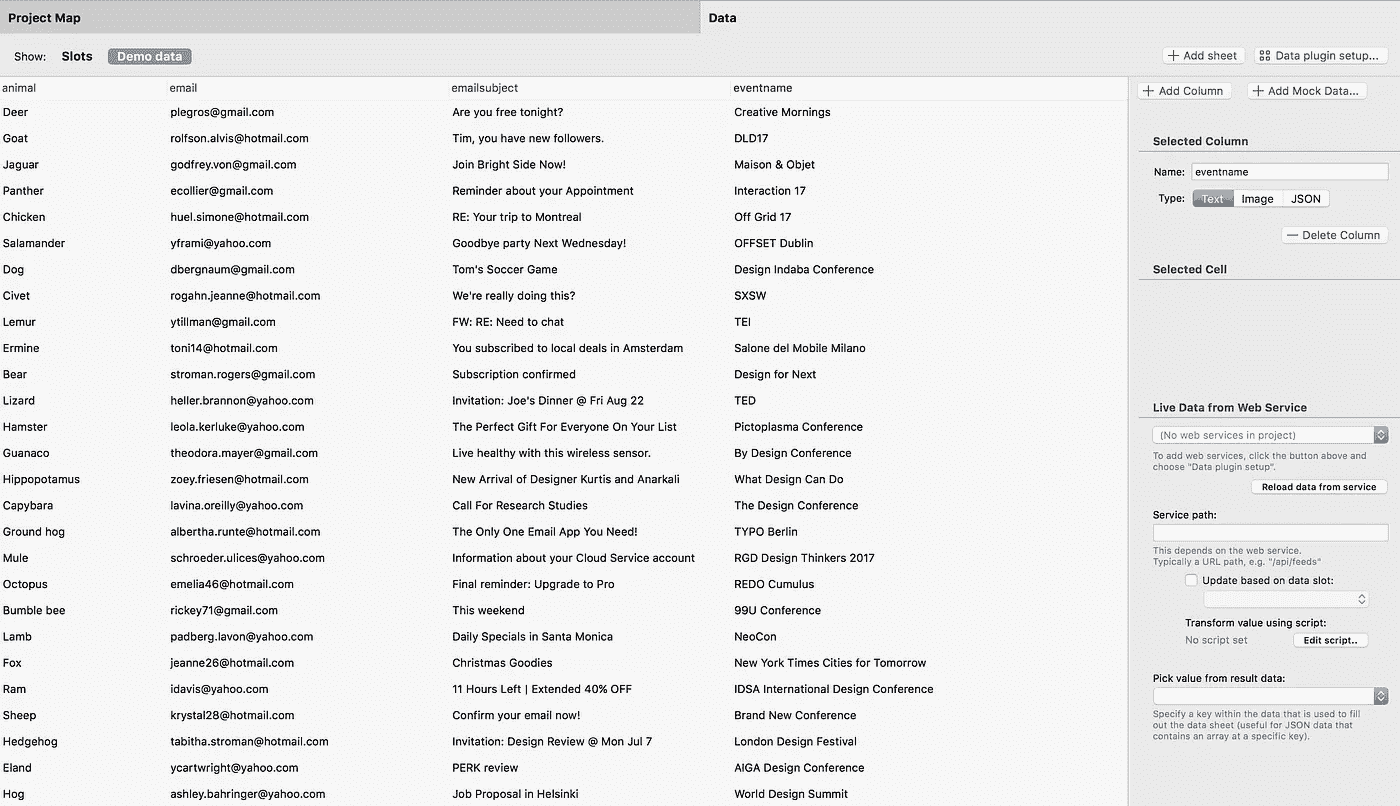 Project Map
Data
Show: Slots Demo data
Add sheet Data plugin setup...
animal email emailsubject eventname
Deer plegros@gmail.com Are you free tonight? Creative Mornings
Goat rolfson.alvis@hotmail.com Tim, you have new followers. DLD17
Jaguar godfrey.von@gmail.com Join Bright Side Now! Maison & Objet
Panther ecollier@gmail.com Reminder about your Appointment Interaction 17
Chicken huel.simone@hotmail.com RE: Your trip to Montreal Off Grid 17
Salamander yframi@yahoo.com Goodbye party Next Wednesday! OFFSET Dublin
Dog dbergnaum@gmail.com Tom's Soccer Game Design Indaba Conference
Civet rogahn.jeanne@hotmail.com We're really doing this? SXSW
Lemur ytillman@gmail.com FW: RE: Need to chat TEI
Ermine toni14@hotmail.com You subscribed to local deals in Amsterdam Salone del Mobile Milano
Bear stroman.rogers@gmail.com Subscription confirmed Design for Next
Lizard heller.brannon@yahoo.com Invitation: Joe's Dinner @ Fri Aug 22 TED
Hamster leola.kerluke@yahoo.com The Perfect Gift For Everyone On Your List Pictoplasma Conference
Guanaco theodora.mayer@gmail.com Live healthy with this wireless sensor. By Design Conference
Hippopotamus zoey.friesen@hotmail.com New Arrival of Designer Kurtis and Anarkali What Design Can Do
Capybara lavina.oreilly@yahoo.com Call For Research Studies The Design Conference
Ground hog albertha.runte@hotmail.com The Only One Email App You Need! TYPO Berlin
Mule schroeder.ulices@yahoo.com Information about your Cloud Service account RGD Design Thinkers 2017
Octopus emelia46@hotmail.com Final reminder: Upgrade to Pro REDO Cumulus
Bumble bee rickey71@gmail.com This weekend 99U Conference
Lamb padberg.lavon@yahoo.com Daily Specials in Santa Monica NeoCon
Fox jeanne26@hotmail.com Christmas Goodies New York Times Cities for Tomorrow
Ram idavis@yahoo.com 11 Hours Left | Extended 40% OFF IDSA International Design Conference
Sheep krystal28@hotmail.com Confirm your email now! Brand New Conference
Hedgehog tabitha.stroman@hotmail.com Invitation: Design Review @ Mon Jul 7 London Design Festival
Eland ycartwright@yahoo.com PERK review AIGA Design Conference
Hog ashley.bahringer@yahoo.com Job Proposal in Helsinki World Design Summit
Add Column Add Mock Data...
Selected Column
Name: eventname
Type: Text Image JSON
Delete Column
Selected Cell
Live Data from Web Service
(No web services in project)
To add web services, click the button above and
choose "Data plugin setup".
Reload data from service
Service path:
This depends on the web service.
Typically a URL path, e.g. "/api/feeds"
Update based on data slot:
Transform value using script:
No script set Edit script..
Pick value from result data:
Specify a key within the data that is used to fill
out the data sheet (useful for JSON data that
contains an array at a specific key).